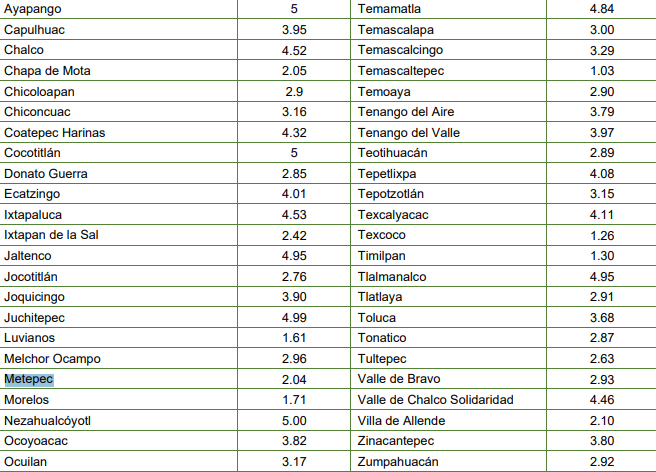 Ayapango 5 Temamatla 4.84
Capulhuac 3.95 Temascalapa 3.00
Chalco 4.52 Temascalcingo 3.29
Chapa de Mota 2.05 Temascaltepec 1.03
Chicoloapan 2.9 Temoaya 2.90
Chiconcuac 3.16 Tenango del Aire 3.79
Coatepec Harinas 4.32 Tenango del Valle 3.97
Cocotitlán 5 Teotihuacán 2.89
Donato Guerra 2.85 Tepetlixpa 4.08
Ecatzingo 4.01 Tepotzotlán 3.15
Ixtapaluca 4.53 Texcalyacac 4.11
Ixtapan de la Sal 2.42 Texcoco 1.26
Jaltenco 4.95 Timilpan 1.30
Jocotitlán 2.76 Tlalmanalco 4.95
Joquicingo 3.90 Tlatlaya 2.91
Juchitepec 4.99 Toluca 3.68
Luvianos 1.61 Tonatico 2.87
Melchor Ocampo 2.96 Tultepec 2.63
Metepec 2.04 Valle de Bravo 2.93
Morelos 1.71 Valle de Chalco Solidaridad 4.46
Nezahualcóyotl 5.00 Villa de Allende 2.10
Ocoyoacac 3.82 Zinacantepec 3.80
Ocuilan 3.17 Zumpahuacán 2.92